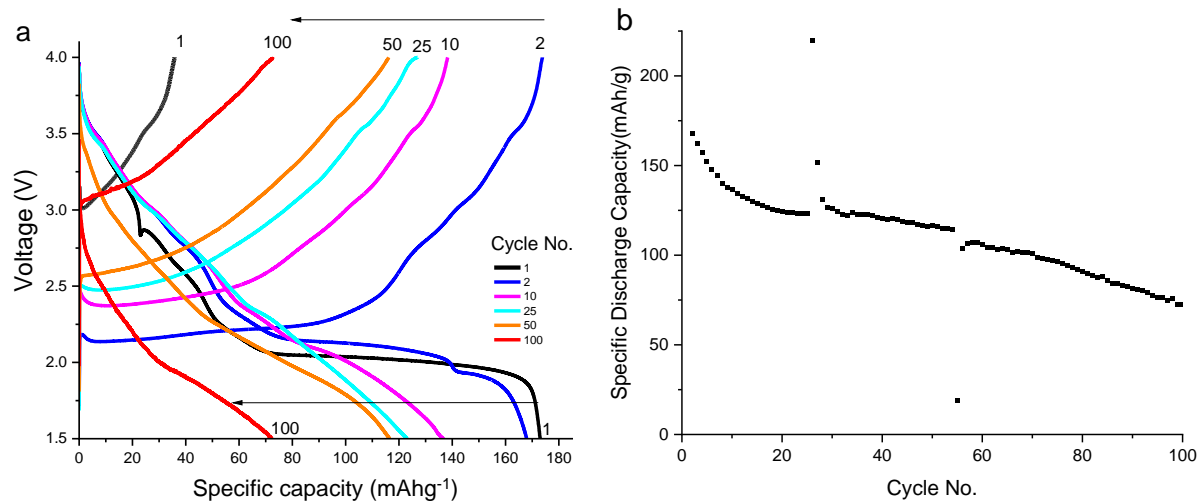 a
1
100
50
25
10
2
4.0
3.5
3.0
2.5
2.0
1.5
Voltage (V)
Cycle No.
1
2
10
25
50
100
100
1
0 20 40 60 80 100 120 140 160 180
Specific capacity (mAhg⁻¹)
b
200
150
100
50
0
Specific Discharge Capacity(mAh/g)
0 20 40 60 80 100
Cycle No.